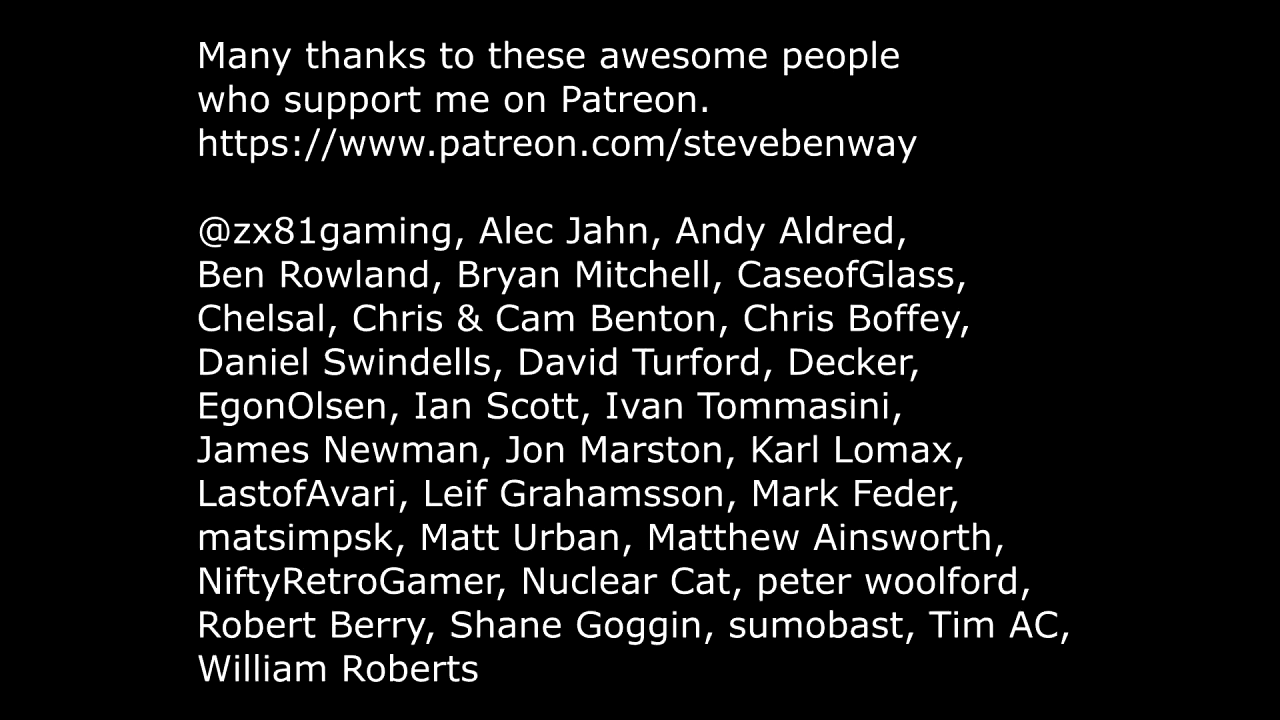 Many thanks to these awesome people
who support me on Patreon.
https://www.patreon.com/stevebenway
@zx81gaming, Alec Jahn, Andy Aldred,
Ben Rowland, Bryan Mitchell, CaseofGlass,
Chelsal, Chris & Cam Benton, Chris Boffey,
Daniel Swindells, David Turford, Decker,
EgonOlsen, Ian Scott, Ivan Tommasini,
James Newman, Jon Marston, Karl Lomax,
LastofAvari, Leif Grahamsson, Mark Feder,
matsimpsk, Matt Urban, Matthew Ainsworth,
NiftyRetroGamer, Nuclear Cat, peter woolford,
Robert Berry, Shane Goggin, sumobast, Tim AC,
William Roberts